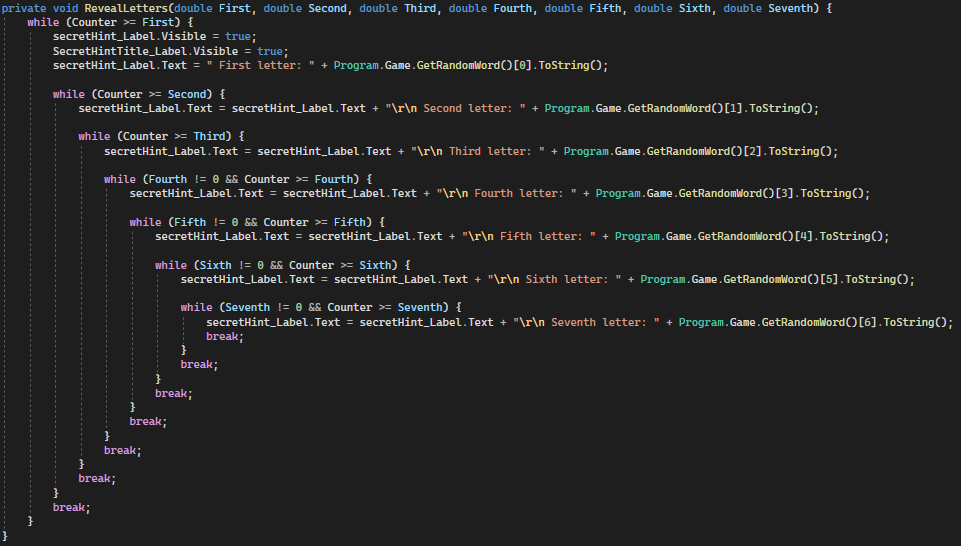 private void RevealLetters(double First, double Second, double Third, double Fourth, double Fifth, double Sixth, double Seventh) {
    while (Counter >= First) {
        secretHint_Label.Visible = true;
        SecretHintTitle_Label.Visible = true;
        secretHint_Label.Text = " First letter: " + Program.Game.GetRandomWord()[0].ToString();

        while (Counter >= Second) {
            secretHint_Label.Text = secretHint_Label.Text + "\r\n Second letter: " + Program.Game.GetRandomWord()[1].ToString();

            while (Counter >= Third) {
                secretHint_Label.Text = secretHint_Label.Text + "\r\n Third letter: " + Program.Game.GetRandomWord()[2].ToString();

                while (Fourth != 0 && Counter >= Fourth) {
                    secretHint_Label.Text = secretHint_Label.Text + "\r\n Fourth letter: " + Program.Game.GetRandomWord()[3].ToString();

                    while (Fifth != 0 && Counter >= Fifth) {
                        secretHint_Label.Text = secretHint_Label.Text + "\r\n Fifth letter: " + Program.Game.GetRandomWord()[4].ToString();

                        while (Sixth != 0 && Counter >= Sixth) {
                            secretHint_Label.Text = secretHint_Label.Text + "\r\n Sixth letter: " + Program.Game.GetRandomWord()[5].ToString();

                            while (Seventh != 0 && Counter >= Seventh) {
                                secretHint_Label.Text = secretHint_Label.Text + "\r\n Seventh letter: " + Program.Game.GetRandomWord()[6].ToString();
                                break;
                            }
                            break;
                        }
                        break;
                    }
                    break;
                }
                break;
            }
            break;
        }
        break;
    }
}